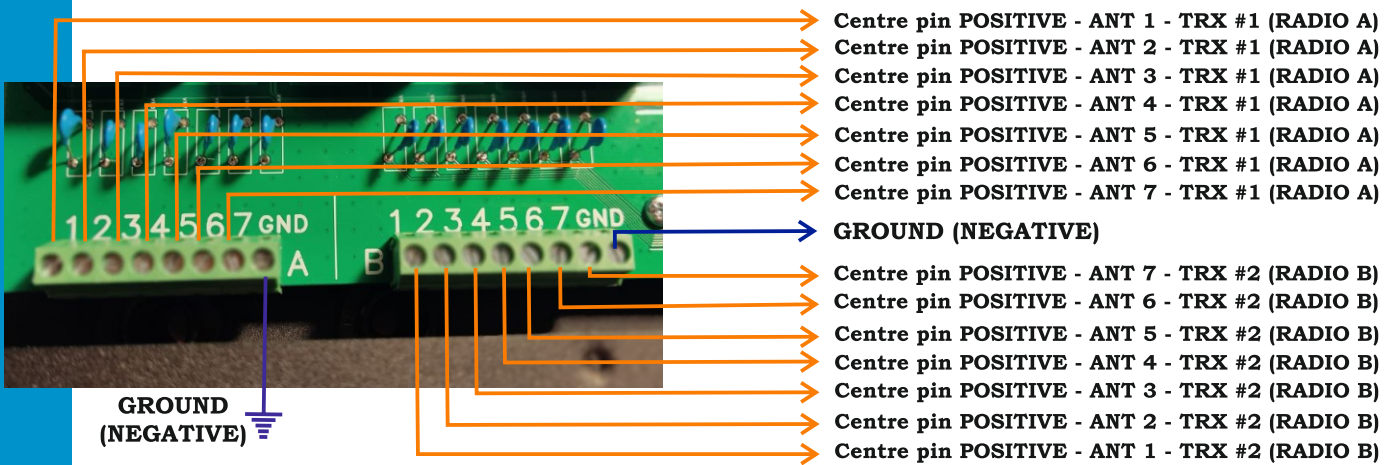 Centre pin POSITIVE - ANT 1 - TRX #1 (RADIO A)
Centre pin POSITIVE - ANT 2 - TRX #1 (RADIO A)
Centre pin POSITIVE - ANT 3 - TRX #1 (RADIO A)
Centre pin POSITIVE - ANT 4 - TRX #1 (RADIO A)
Centre pin POSITIVE - ANT 5 - TRX #1 (RADIO A)
Centre pin POSITIVE - ANT 6 - TRX #1 (RADIO A)
Centre pin POSITIVE - ANT 7 - TRX #1 (RADIO A)
1 2 3 4 5 6 7 GND
A
B
1 2 3 4 5 6 7 GND
GROUND (NEGATIVE)
Centre pin POSITIVE - ANT 7 - TRX #2 (RADIO B)
Centre pin POSITIVE - ANT 6 - TRX #2 (RADIO B)
Centre pin POSITIVE - ANT 5 - TRX #2 (RADIO B)
Centre pin POSITIVE - ANT 4 - TRX #2 (RADIO B)
Centre pin POSITIVE - ANT 3 - TRX #2 (RADIO B)
Centre pin POSITIVE - ANT 2 - TRX #2 (RADIO B)
Centre pin POSITIVE - ANT 1 - TRX #2 (RADIO B)
GROUND
(NEGATIVE)